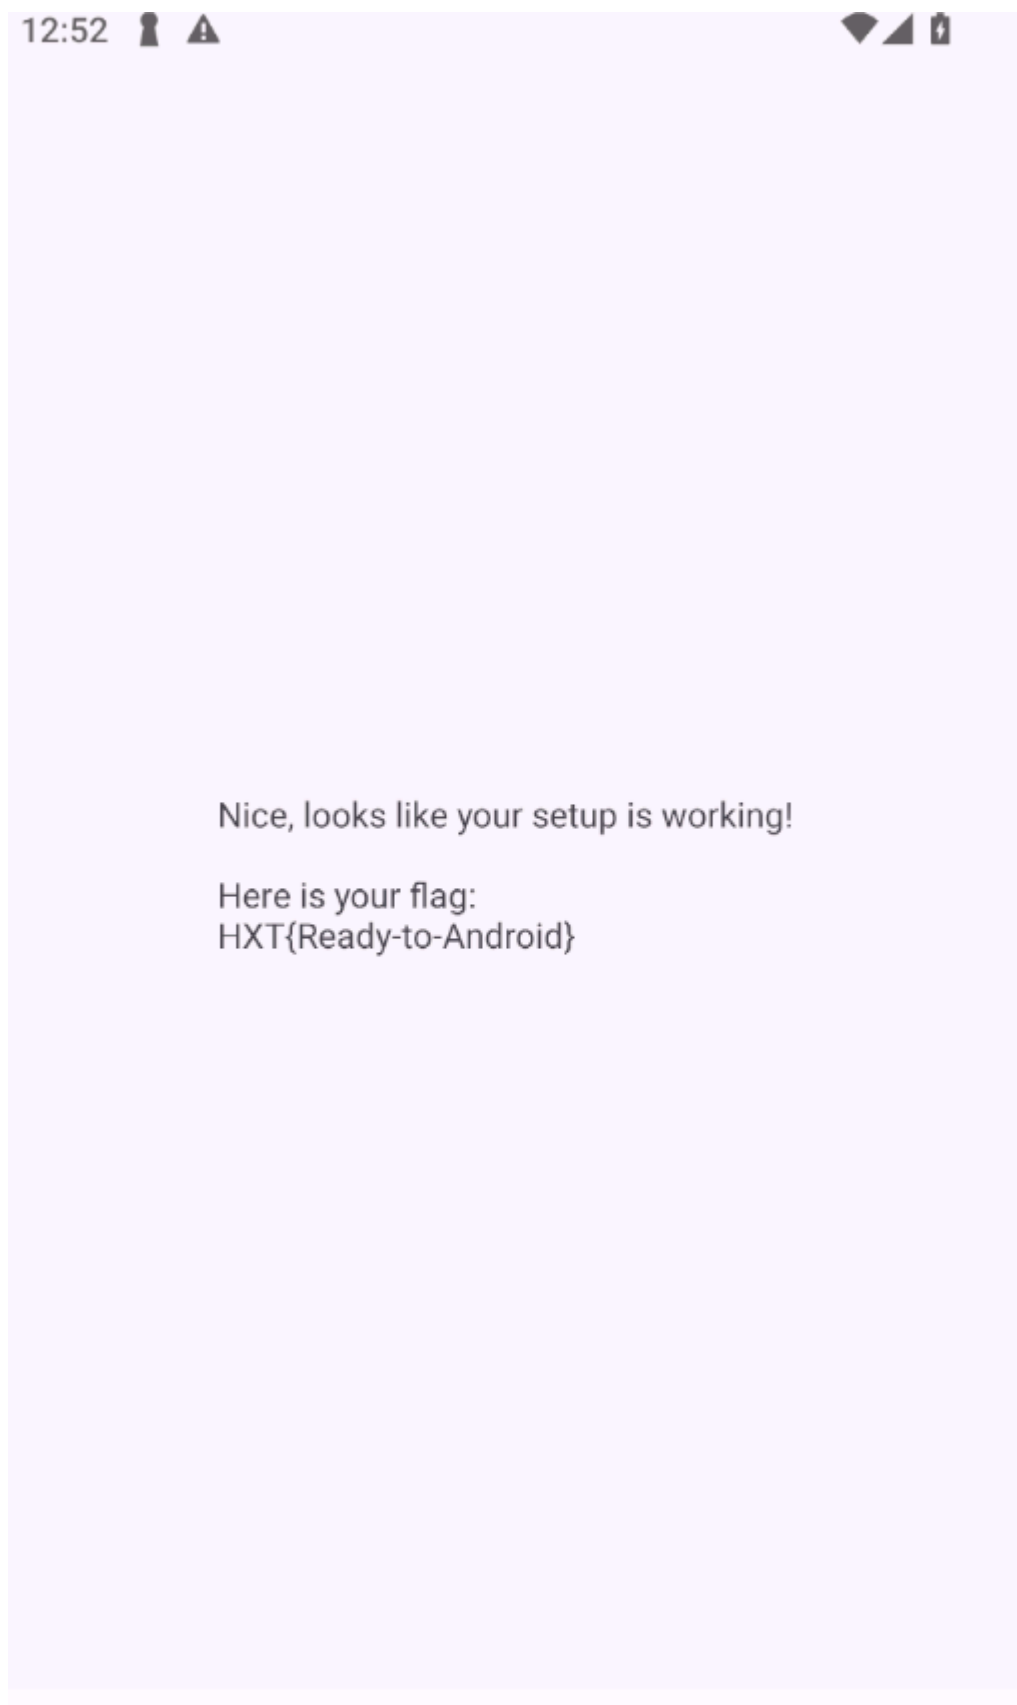 12:52
Nice, looks like your setup is working!
Here is your flag:
HXT{Ready-to-Android}